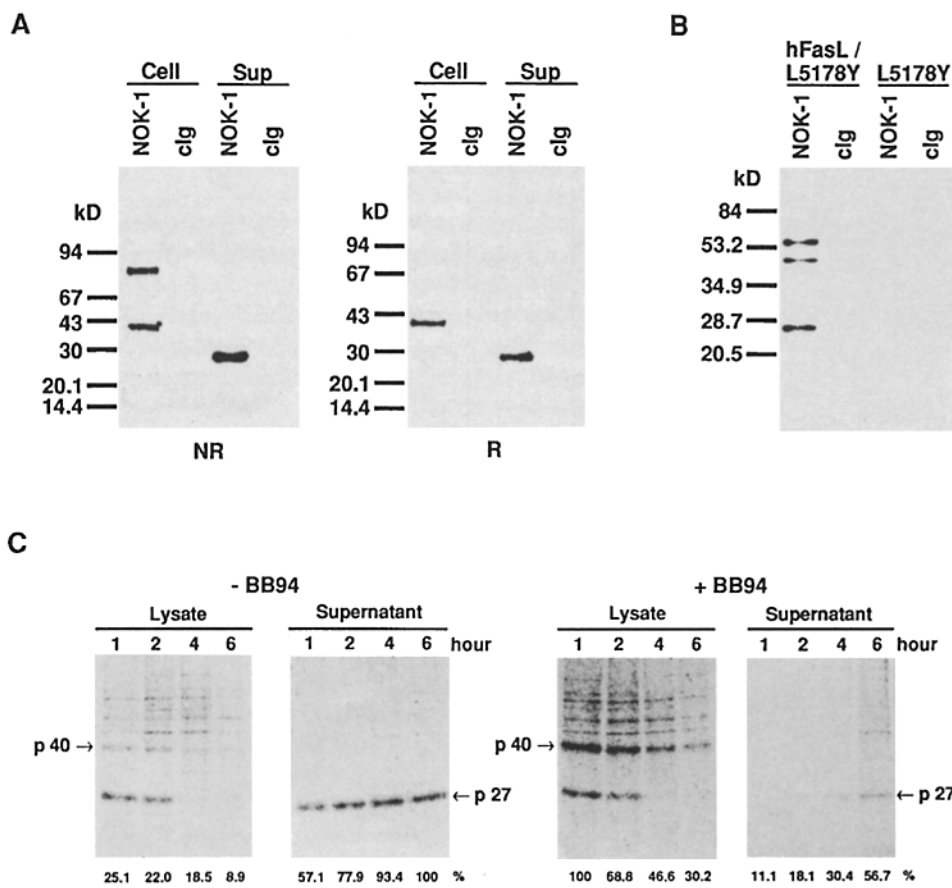 A
Cell Sup
NOK-1 cIg NOK-1 cIg
kD
94
67
43
30
20.1
14.4
NR
Cell Sup
NOK-1 cIg NOK-1 cIg
kD
94
67
43
30
20.1
14.4
R
B
hFasL /
L5178Y L5178Y
NOK-1 cIg NOK-1 cIg
kD
84
53.2
34.9
28.7
20.5
C
- BB94
Lysate Supernatant
1 2 4 6 1 2 4 6 hour
p 40 →
← p 27
25.1 22.0 18.5 8.9 57.1 77.9 93.4 100 %
+ BB94
Lysate Supernatant
1 2 4 6 1 2 4 6 hour
p 40 →
← p 27
100 68.8 46.6 30.2 11.1 18.1 30.4 56.7 %